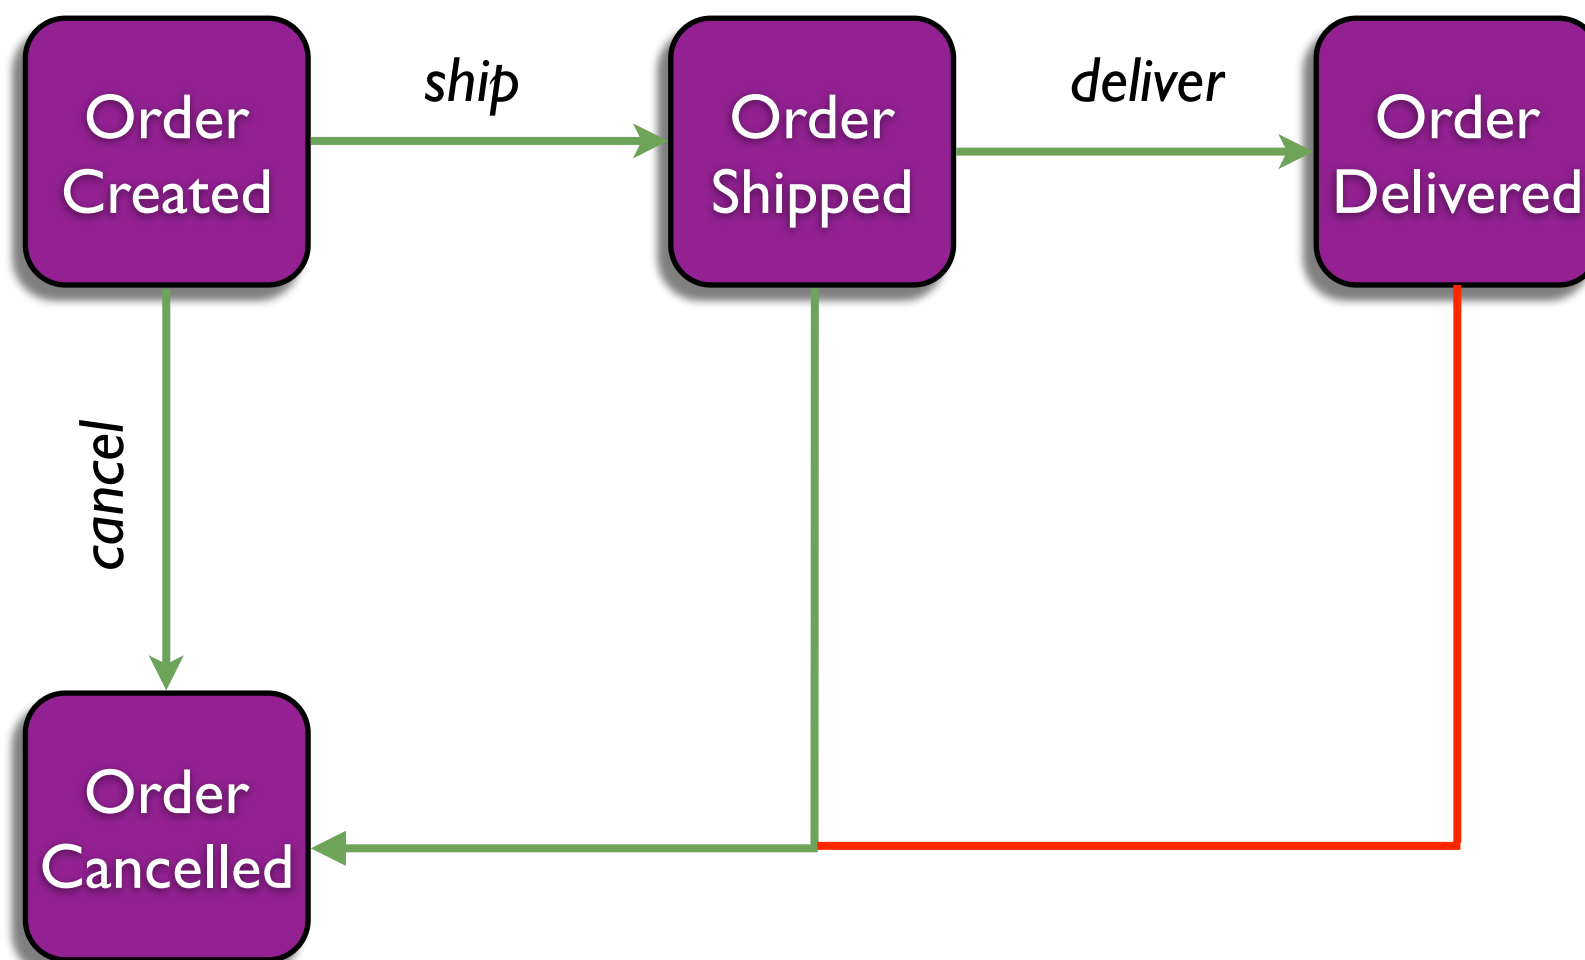 Order
Created
ship
Order
Shipped
deliver
Order
Delivered
cancel
Order
Cancelled